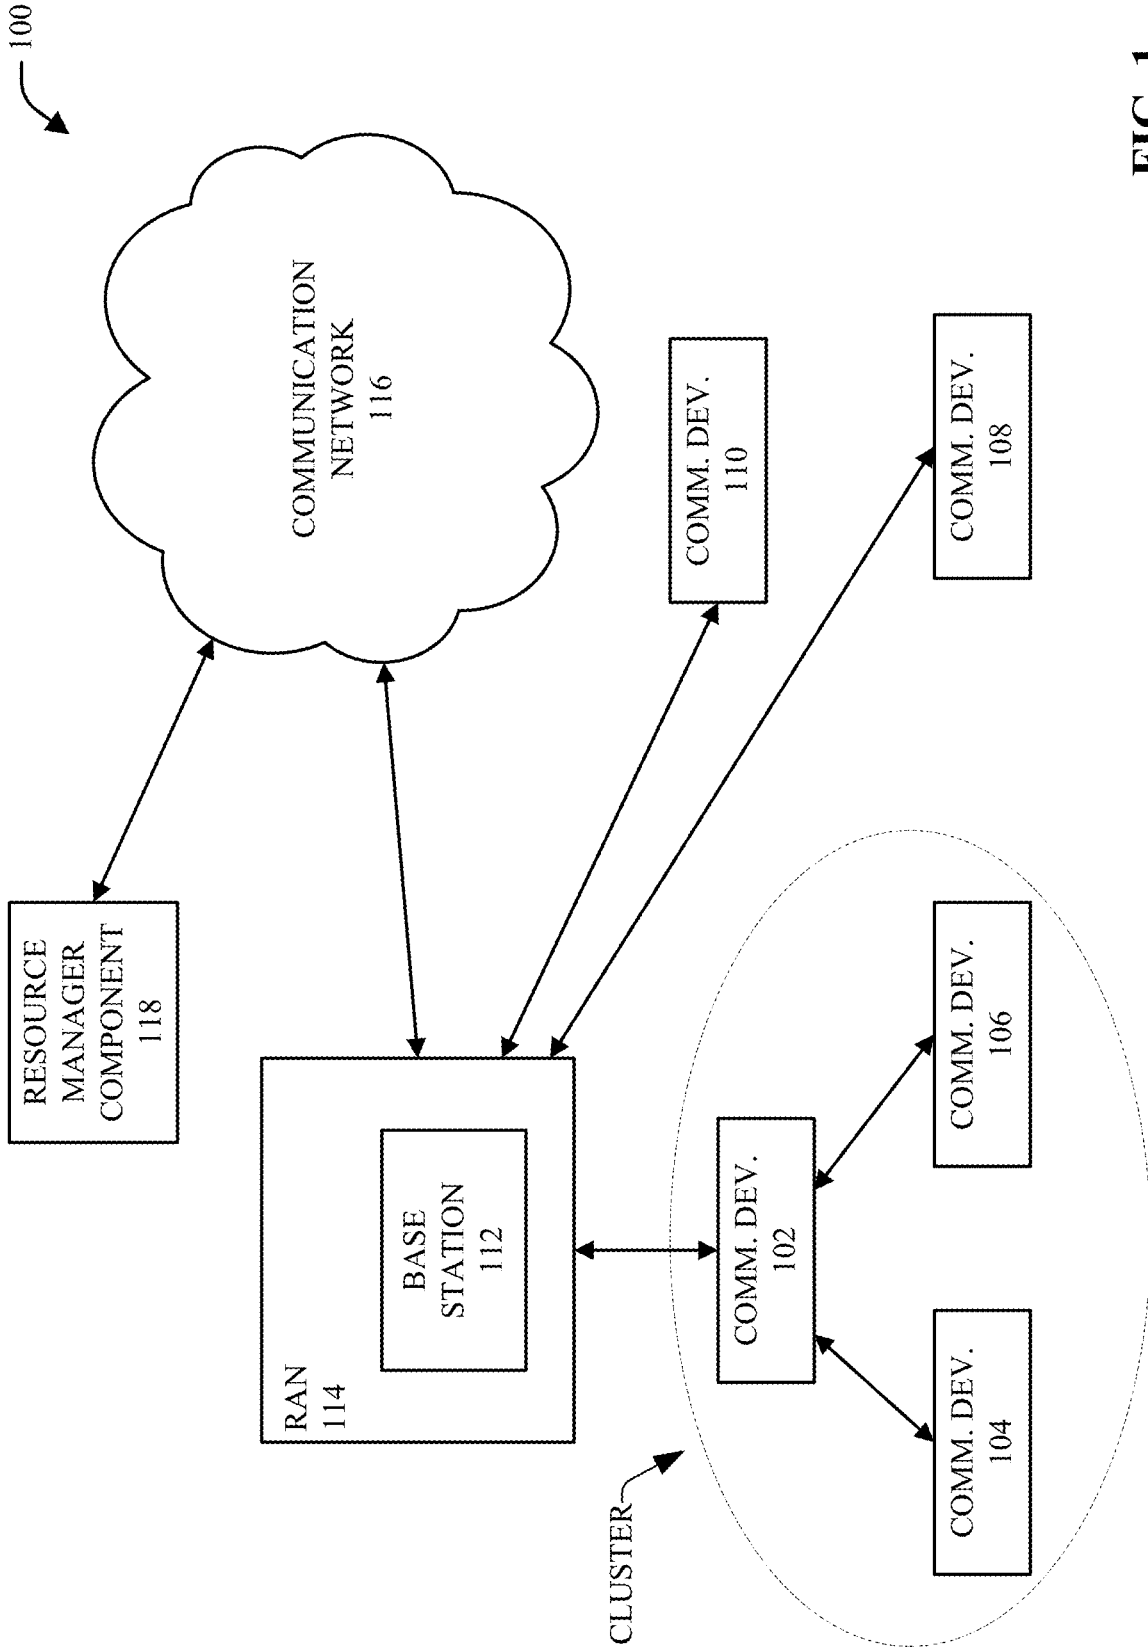 100
RESOURCE
MANAGER
COMPONENT
118
COMMUNICATION
NETWORK
116
RAN
114
BASE
STATION
112
COMM. DEV.
110
CLUSTER
COMM. DEV.
102
COMM. DEV.
104
COMM. DEV.
106
COMM. DEV.
108
FIG. 1